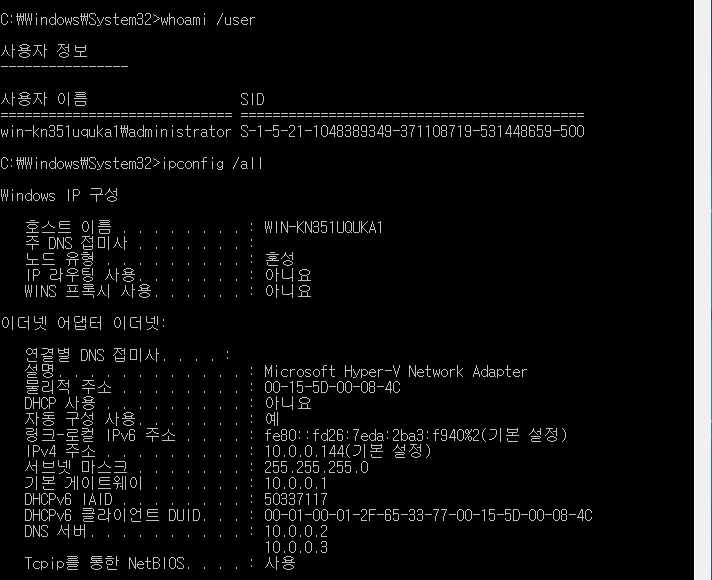 C:₩Windows₩System32>whoami /user
사용자 정보
----------------
사용자 이름 SID
============================= ===========================================
win-kn351uquka1₩administrator S-1-5-21-1048389349-371108719-531448659-500
C:₩Windows₩System32>ipconfig /all
Windows IP 구성
호스트 이름 . . . . . . . . : WIN-KN351UQUKA1
주 DNS 접미사 . . . . . . . :
노드 유형 . . . . . . . . . : 혼성
IP 라우팅 사용. . . . . . . : 아니요
WINS 프록시 사용. . . . . . : 아니요
이더넷 어댑터 이더넷:
연결별 DNS 접미사. . . . :
설명. . . . . . . . . . . . : Microsoft Hyper-V Network Adapter
물리적 주소 . . . . . . . . : 00-15-5D-00-08-4C
DHCP 사용 . . . . . . . . . : 아니요
자동 구성 사용. . . . . . . : 예
링크-로컬 IPv6 주소 . . . . : fe80::fd26:7eda:2ba3:f940%2(기본 설정)
IPv4 주소 . . . . . . . . . : 10.0.0.144(기본 설정)
서브넷 마스크 . . . . . . . : 255.255.255.0
기본 게이트웨이 . . . . . . : 10.0.0.1
DHCPv6 IAID . . . . . . . . : 50337117
DHCPv6 클라이언트 DUID. . . : 00-01-00-01-2F-65-33-77-00-15-5D-00-08-4C
DNS 서버. . . . . . . . . . : 10.0.0.2
10.0.0.3
Tcpip를 통한 NetBIOS. . . . : 사용